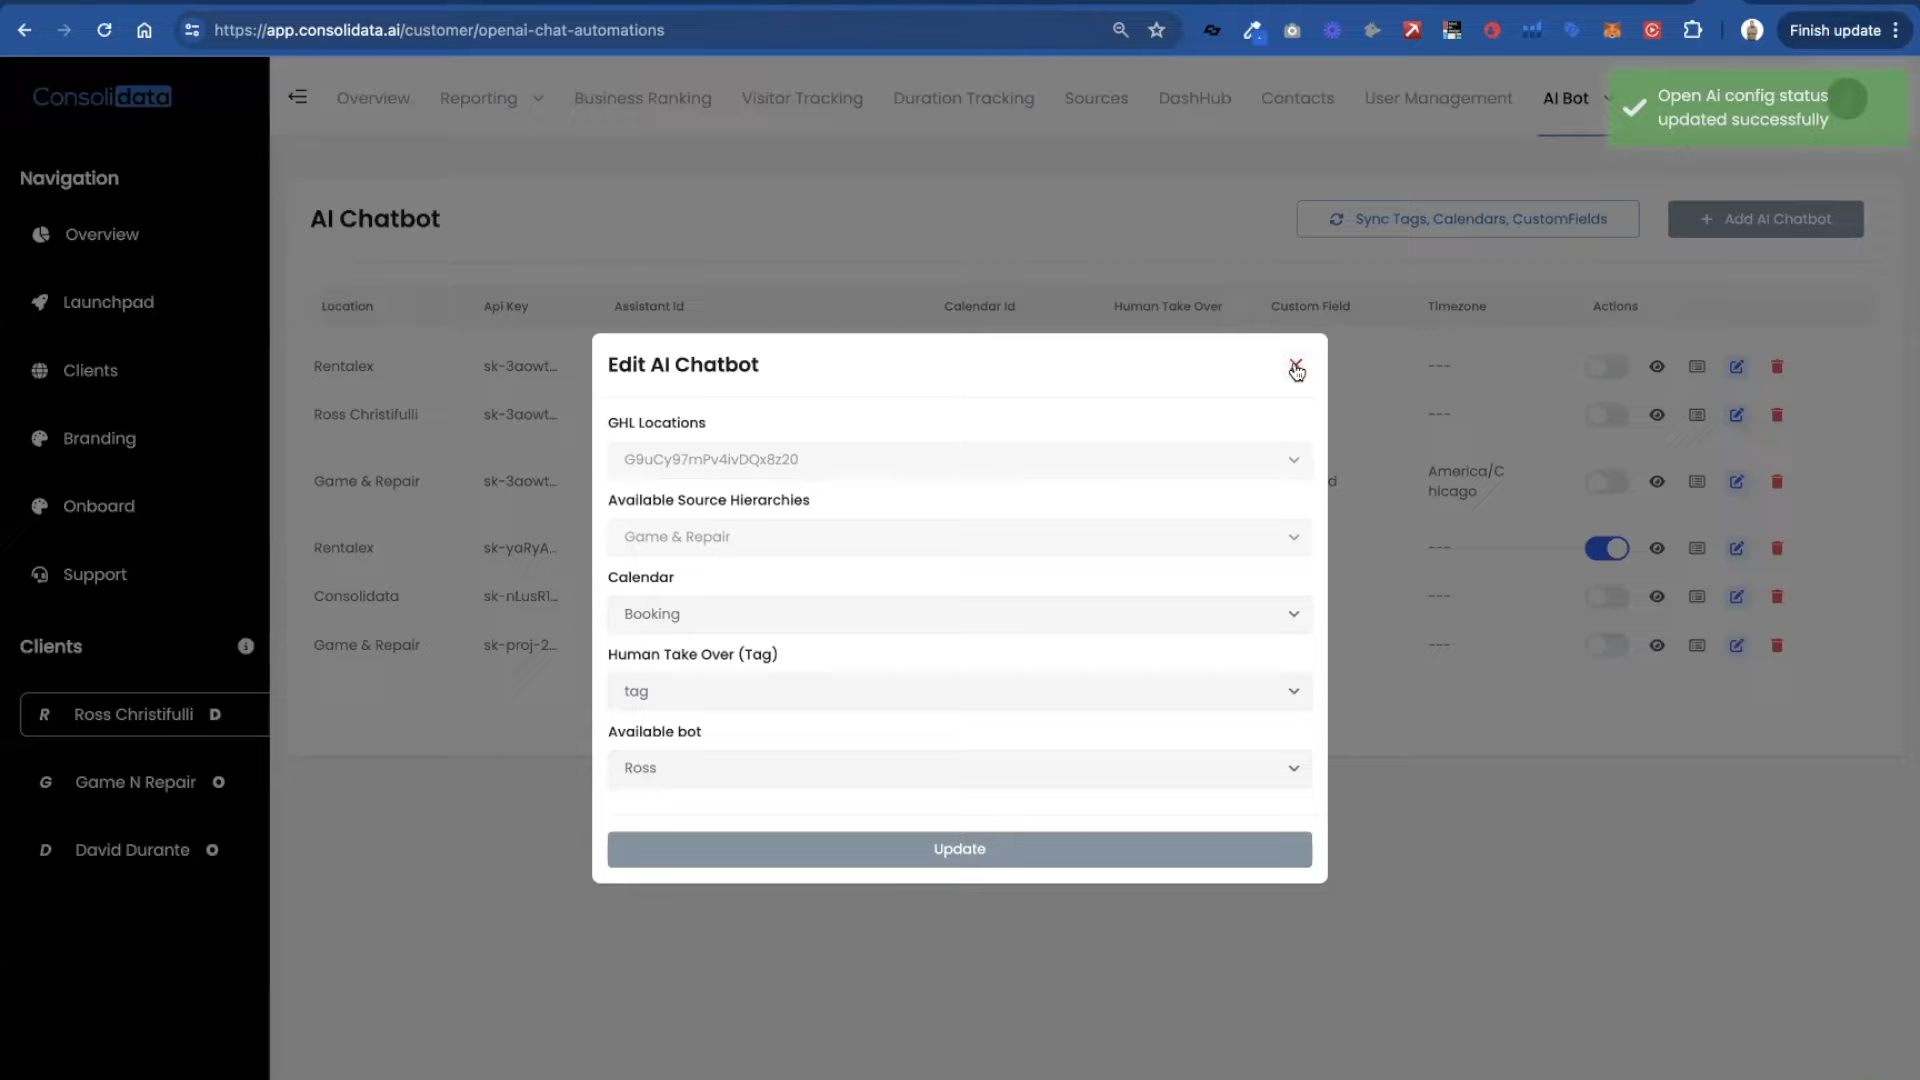 https://app.consolidata.ai/customer/openai-chat-automations
Finish update
Consolidata
Overview
Reporting
Business Ranking
Visitor Tracking
Duration Tracking
Sources
DashHub
Contacts
User Management
AI Bot
Open Ai config status
updated successfully
Navigation
Overview
Launchpad
Clients
Branding
Onboard
Support
Clients
R Ross Christifulli D
G Game N Repair O
D David Durante O
AI Chatbot
Sync Tags, Calendars, CustomFields
+ Add AI Chatbot
Location Api Key Assistant Id Calendar Id Human Take Over Custom Field Timezone Actions
Rentalex sk-3aowt... ---
Ross Christifulli sk-3aowt... ---
Game & Repair sk-3aowt... d America/C
hicago
Rentalex sk-yaRyA... ---
Consolidata sk-nLusR1... ---
Game & Repair sk-proj-2... ---
Edit AI Chatbot
GHL Locations
G9uCy97mPv4ivDQx8z20
Available Source Hierarchies
Game & Repair
Calendar
Booking
Human Take Over (Tag)
tag
Available bot
Ross
Update